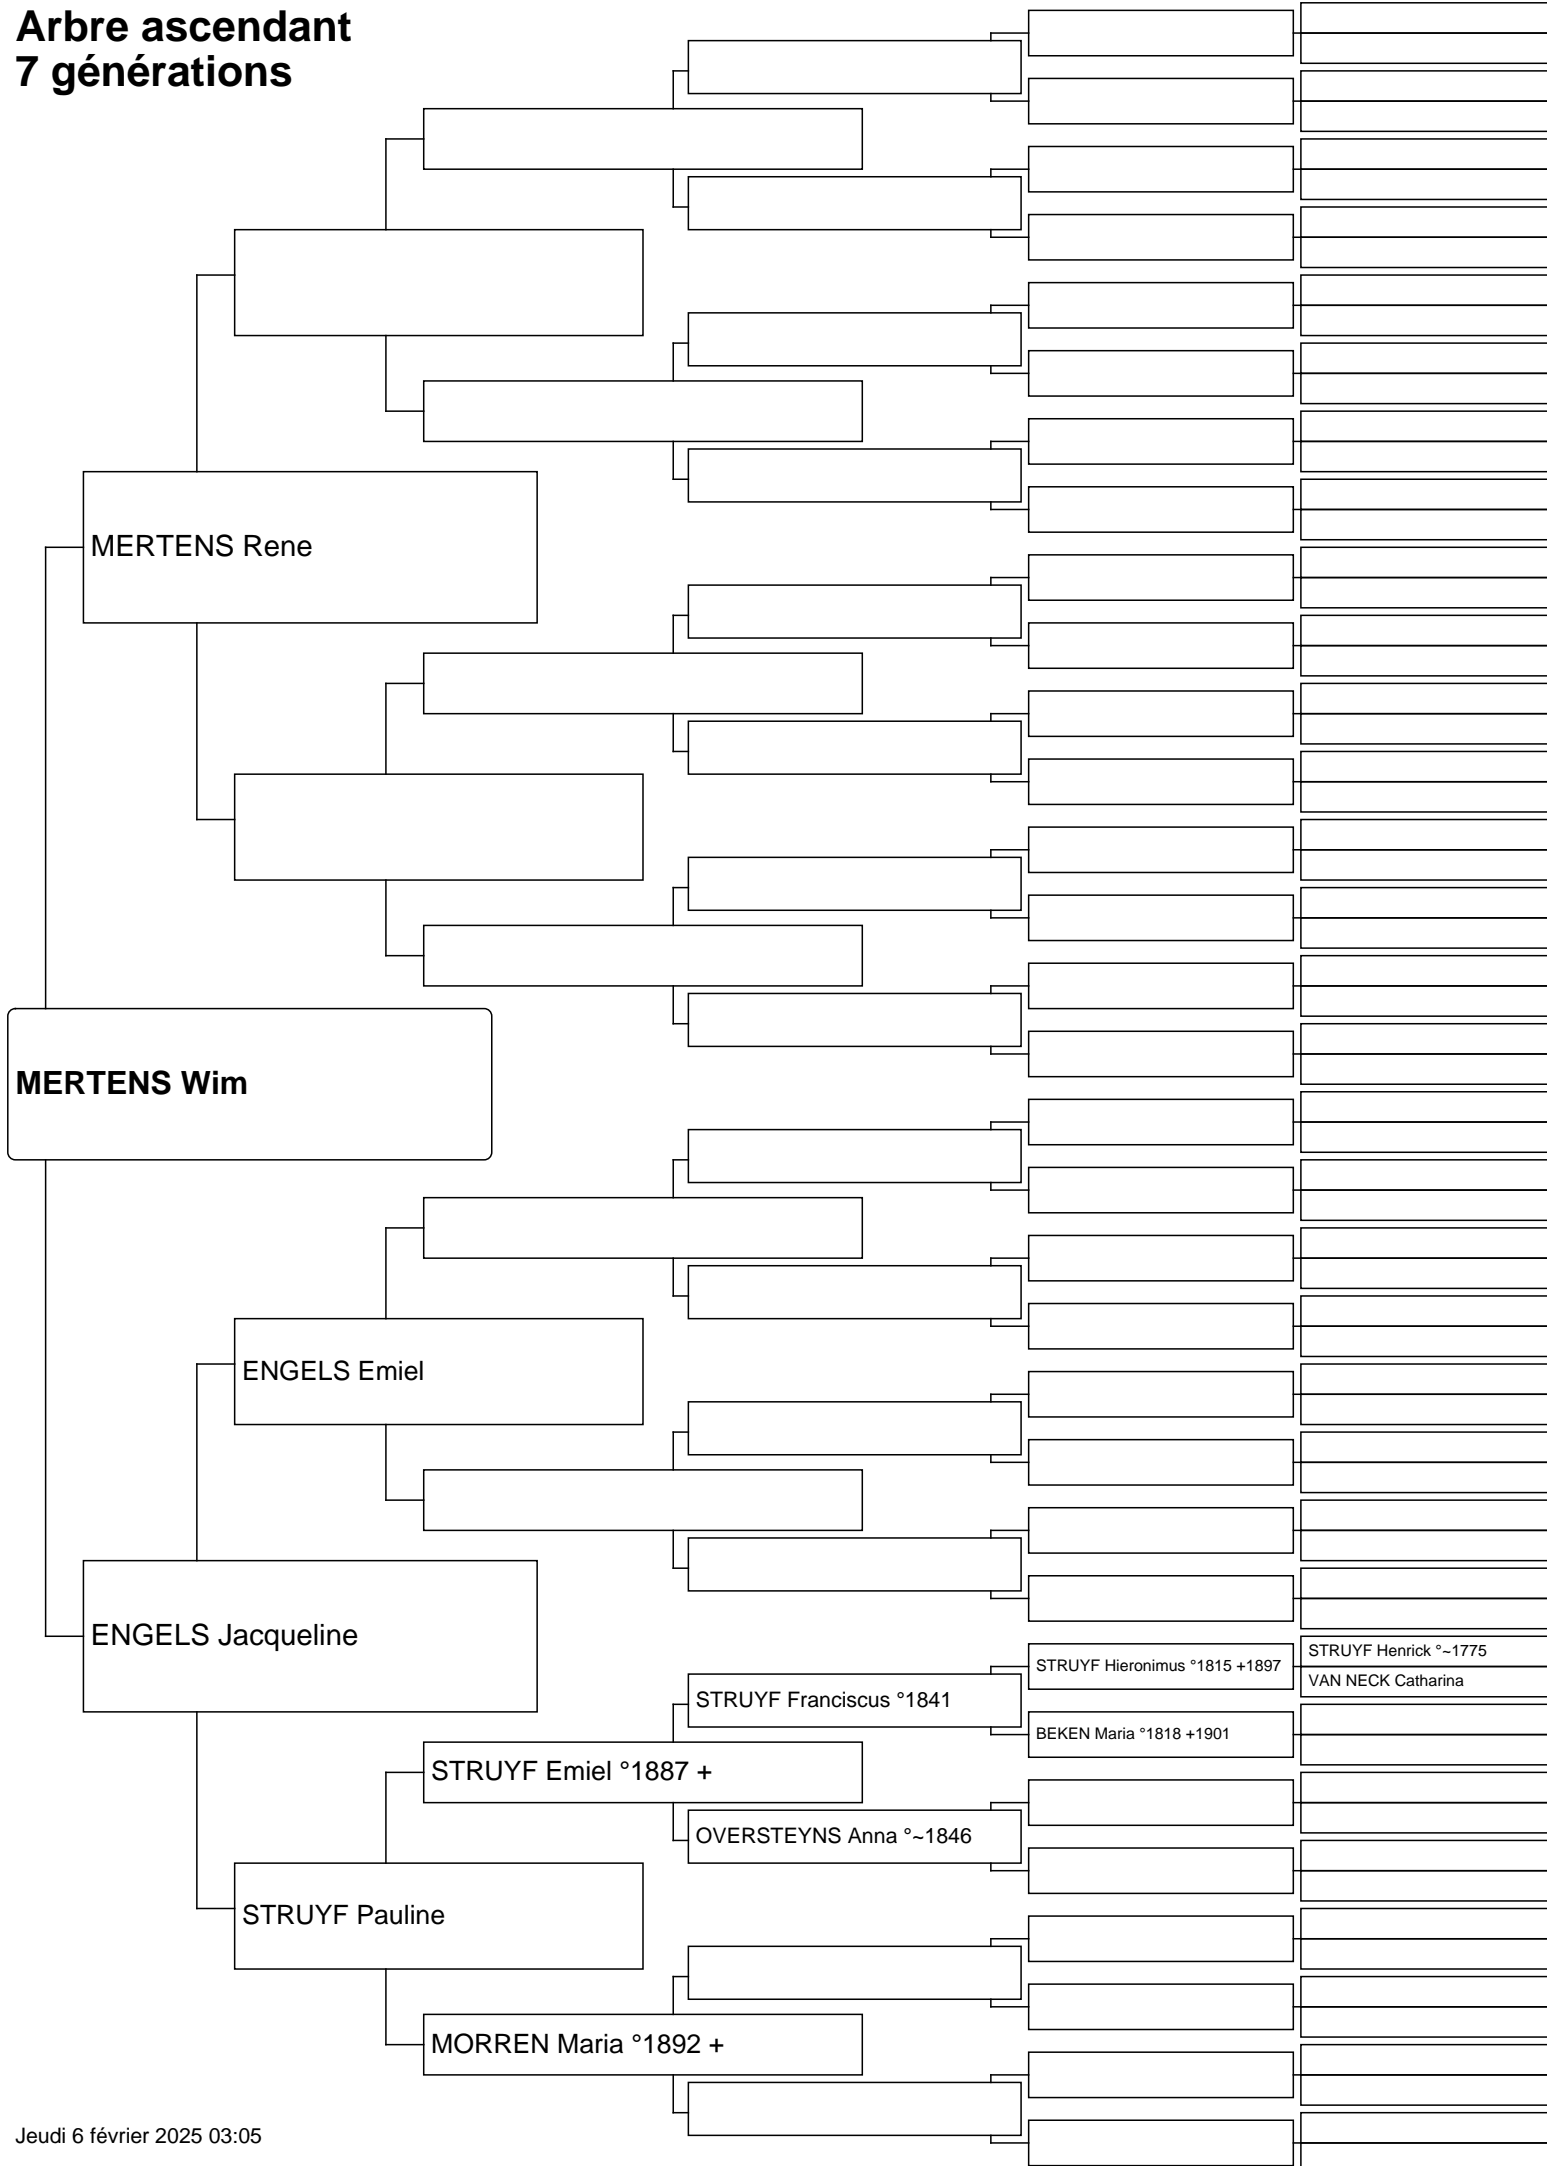 Arbre ascendant
7 générations
MERTENS Rene
MERTENS Wim
ENGELS Emiel
ENGELS Jacqueline
STRUYF Henrick °~1775
STRUYF Hieronimus °1815 +1897
VAN NECK Catharina
STRUYF Franciscus °1841
BEKEN Maria °1818 +1901
STRUYF Emiel °1887 +
OVERSTEYNS Anna °~1846
STRUYF Pauline
MORREN Maria °1892 +
Jeudi 6 février 2025 03:05